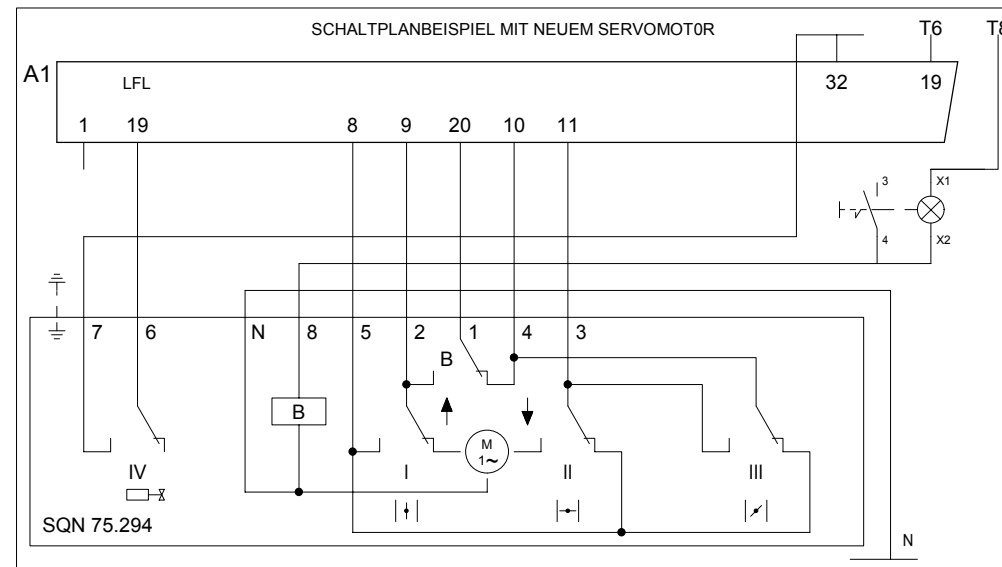 SCHALTPLANBEISPIEL MIT NEUEM SERVOMOT0R
T6 T8
A1
LFL
32 19
1 19 8 9 20 10 11
3
X1
4
X2
7 6 N 8 5 2 1 4 3
B
B
M
1~
IV I II III
SQN 75.294
N